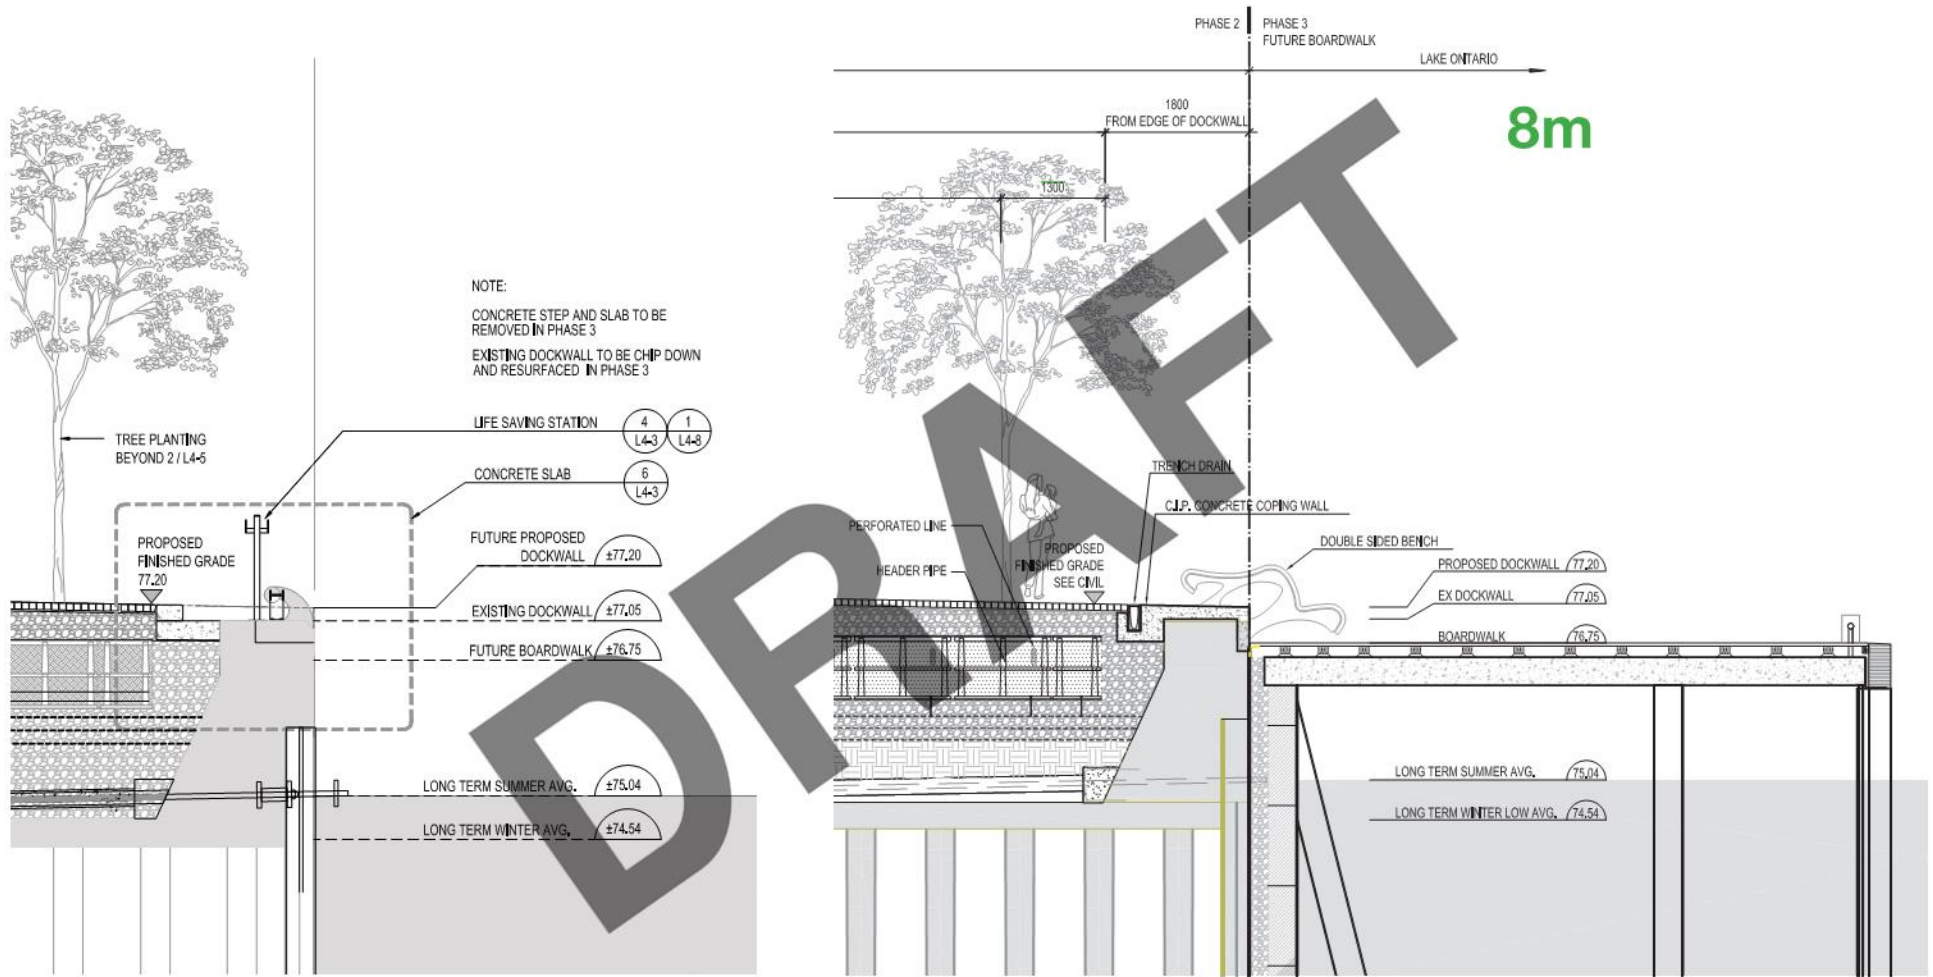 NOTE:
CONCRETE STEP AND SLAB TO BE
REMOVED IN PHASE 3
EXISTING DOCKWALL TO BE CHIP DOWN
AND RESURFACED IN PHASE 3
LIFE SAVING STATION
4
L4-3
1
L4-8
TREE PLANTING
BEYOND 2 / L4-5
CONCRETE SLAB
6
L4-3
PROPOSED
FINISHED GRADE
77.20
FUTURE PROPOSED
DOCKWALL
±77.20
EXISTING DOCKWALL
±77.05
FUTURE BOARDWALK
±76.75
LONG TERM SUMMER AVG.
±75.04
LONG TERM WINTER AVG.
±74.54
PHASE 2
PHASE 3
FUTURE BOARDWALK
LAKE ONTARIO
8m
1800
FROM EDGE OF DOCKWALL
1300
TRENCH DRAIN
C.I.P. CONCRETE COPING WALL
PERFORATED LINE
HEADER PIPE
PROPOSED
FINISHED GRADE
SEE CIVIL
DOUBLE SIDED BENCH
PROPOSED DOCKWALL
77.20
EX DOCKWALL
77.05
BOARDWALK
76.75
LONG TERM SUMMER AVG.
75.04
LONG TERM WINTER LOW AVG.
74.54
DRAFT